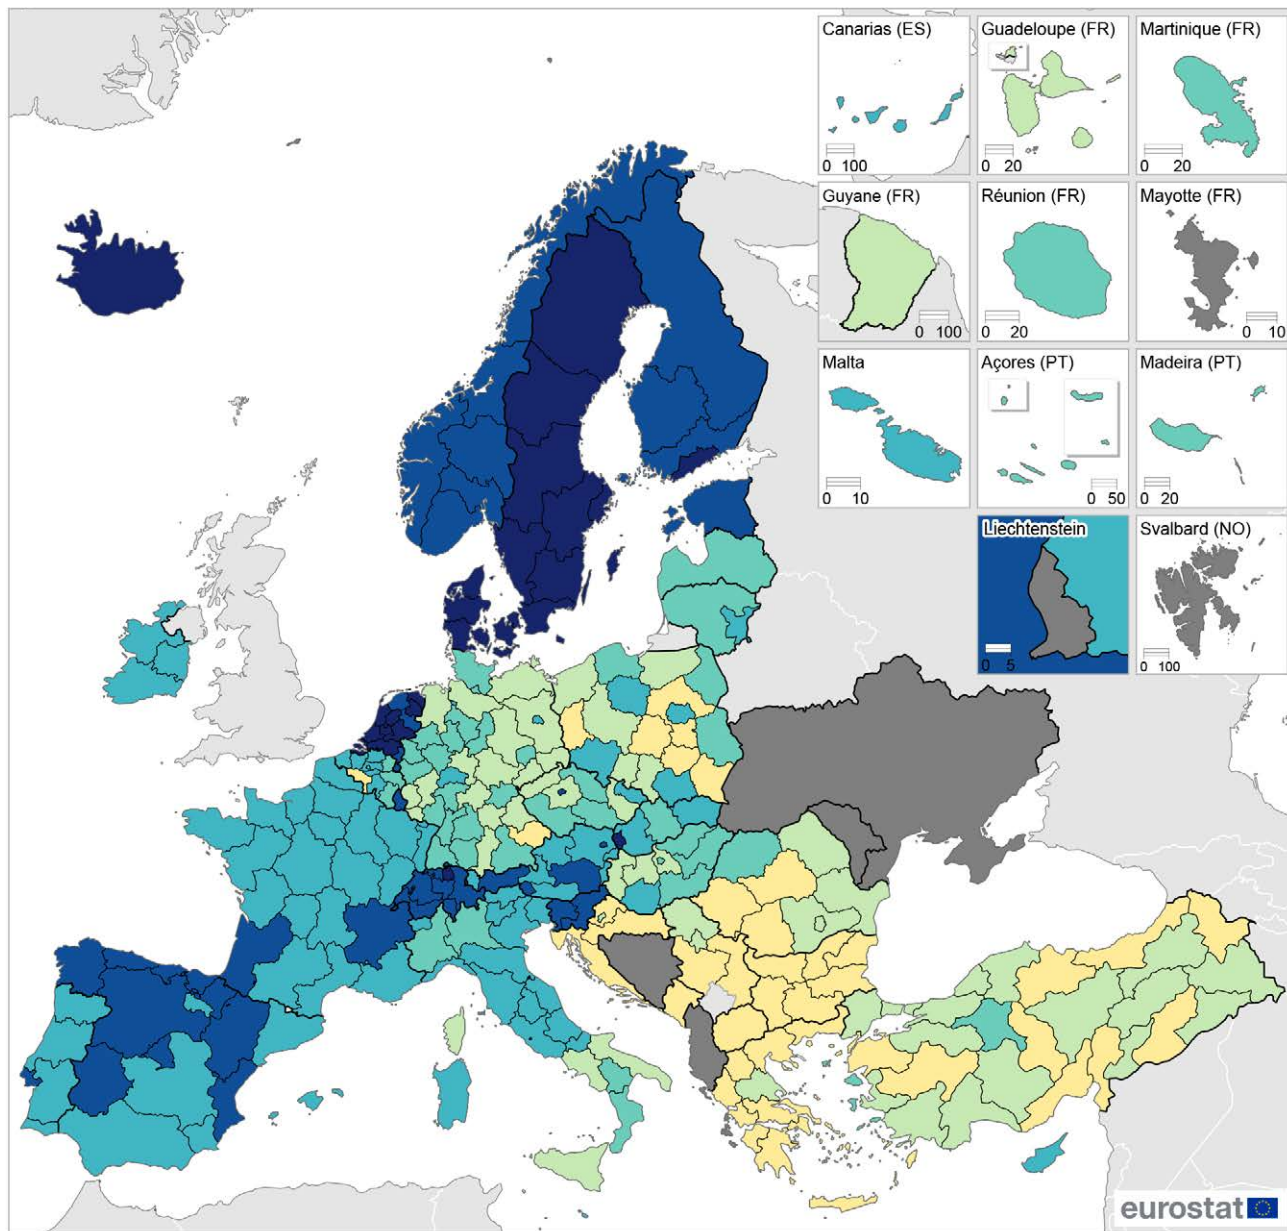 Canarias (ES)
0 100
Guadeloupe (FR)
0 20
Martinique (FR)
0 20
Guyane (FR)
0 100
Réunion (FR)
0 20
Mayotte (FR)
0 10
Malta
0 10
Açores (PT)
0 50
Madeira (PT)
0 20
Liechtenstein
0 5
Svalbard (NO)
0 100
eurostat